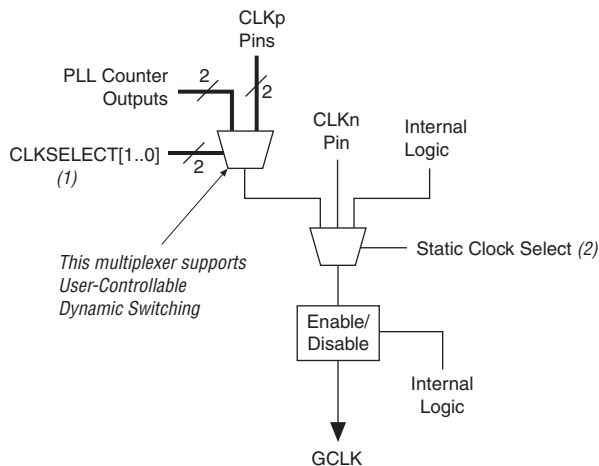 CLKp
Pins
PLL Counter
Outputs
2
2
CLKn
Pin
Internal
Logic
CLKSELECT[1..0]
(1)
2
This multiplexer supports
User-Controllable
Dynamic Switching
Static Clock Select (2)
Enable/
Disable
Internal
Logic
GCLK